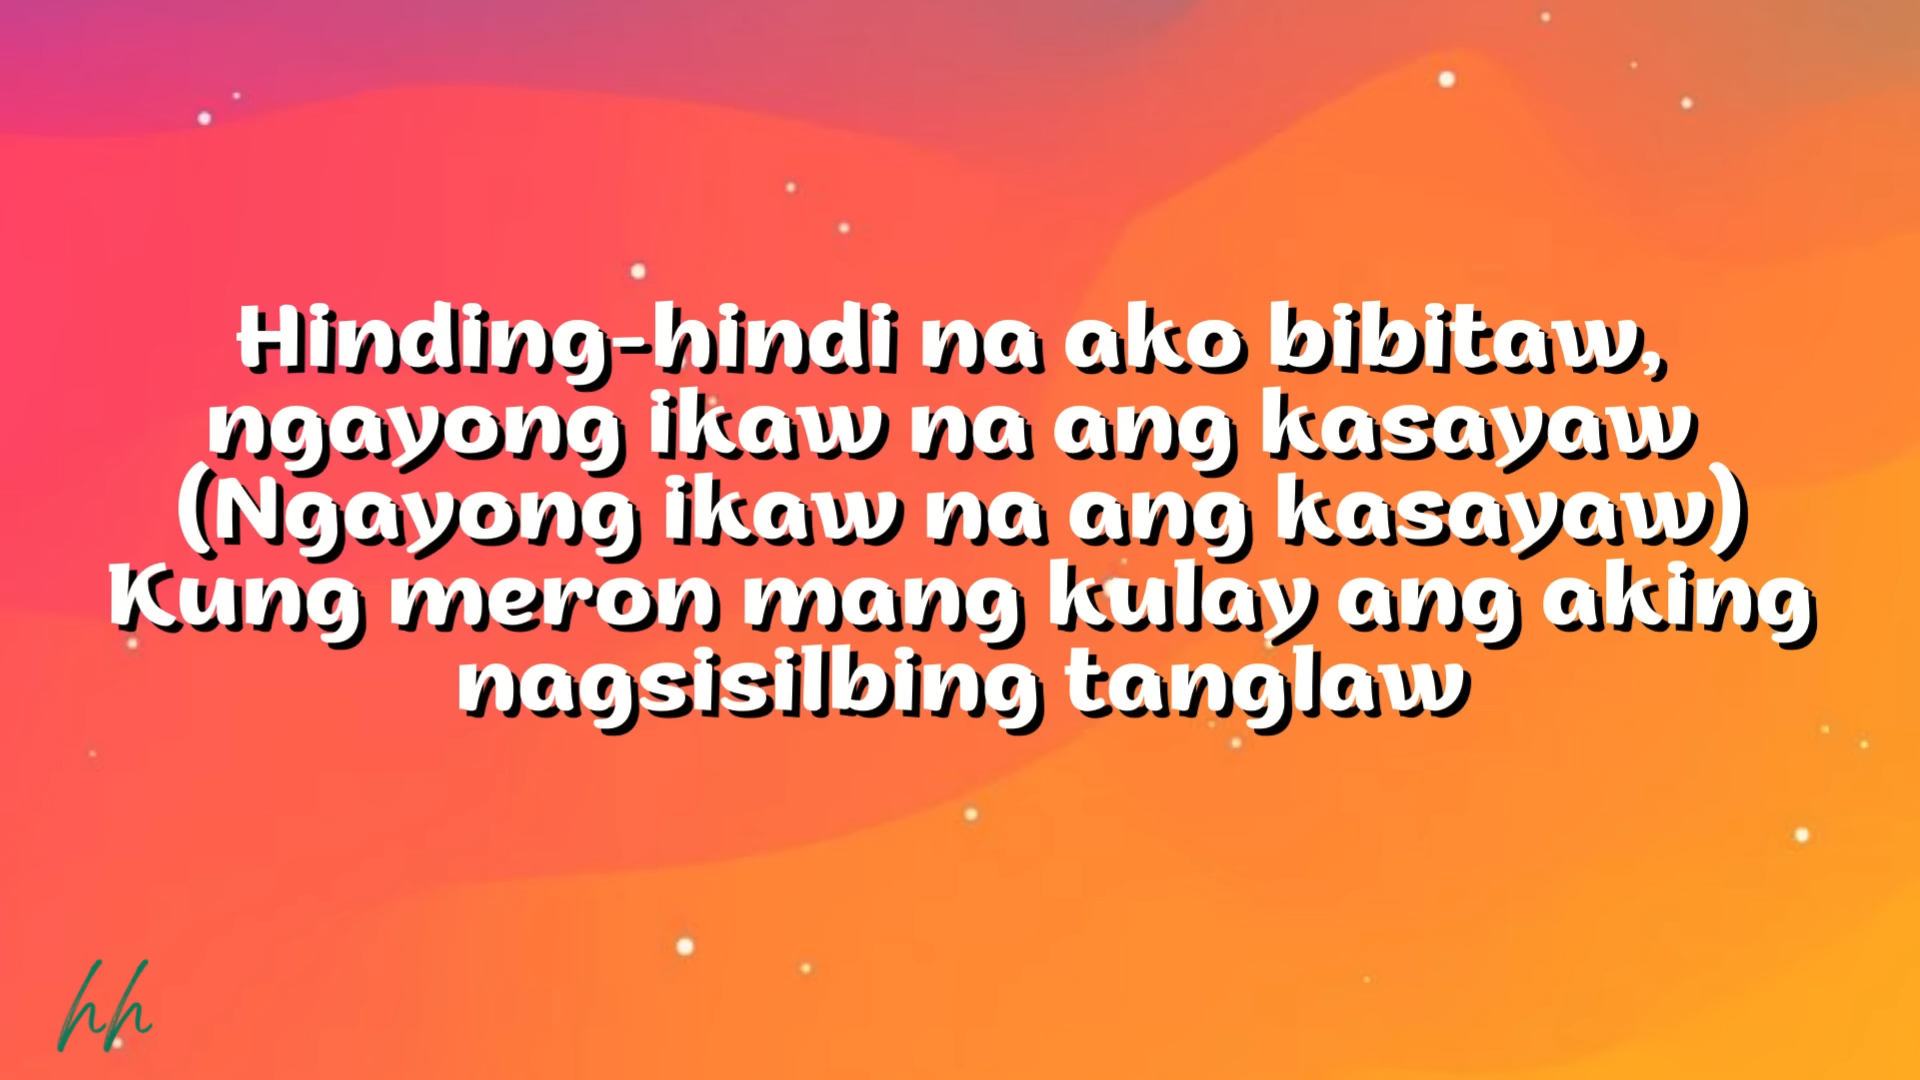 Hinding-hindi na ako bibitaw,
ngayong ikaw na ang kasayaw
(Ngayong ikaw na ang kasayaw)
Kung meron mang kulay ang aking
nagsisilbing tanglaw
hh